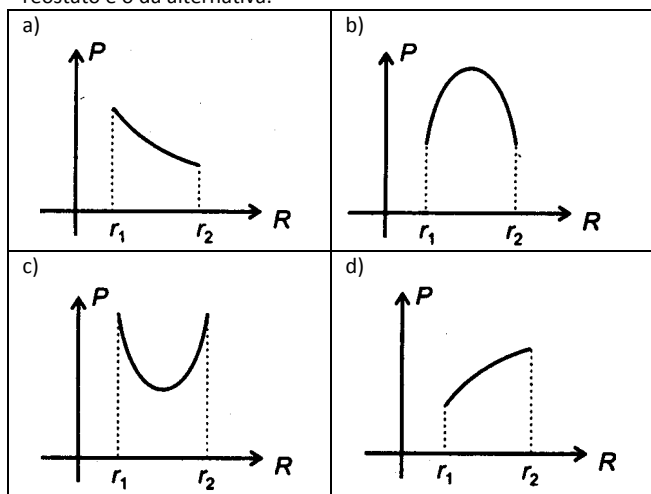 reostato é o da alternativa:
a)
P
r₁
r₂
R
b)
P
r₁
r₂
R
c)
P
r₁
r₂
R
d)
P
r₁
r₂
R